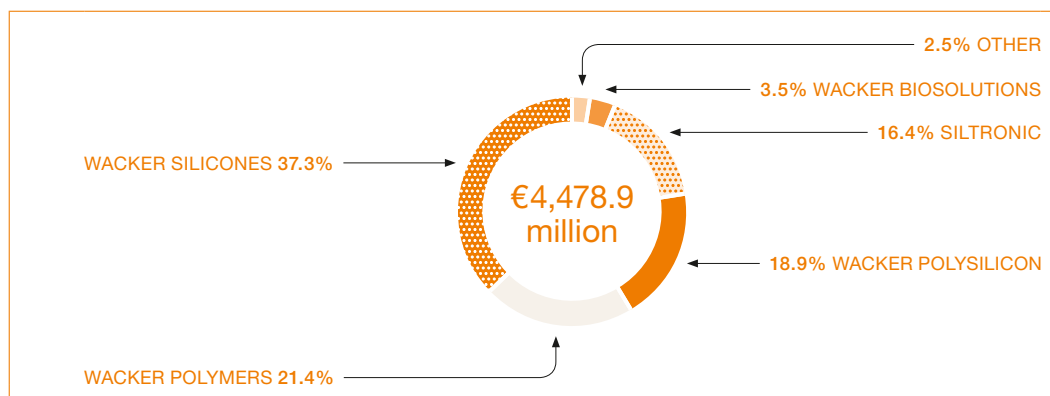 2.5% OTHER
3.5% WACKER BIOSOLUTIONS
16.4% SILTRONIC
WACKER SILICONES 37.3%
€4,478.9
million
18.9% WACKER POLYSILICON
WACKER POLYMERS 21.4%